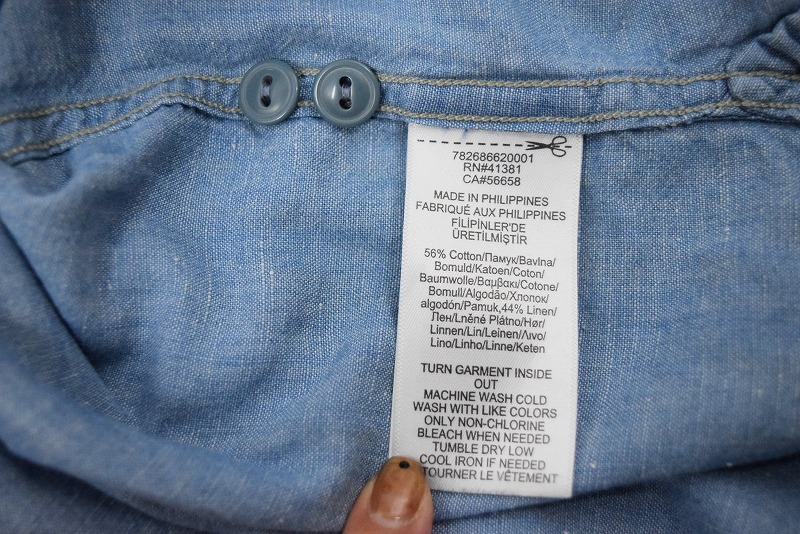 782686620001
RN#41381
CA#56658
MADE IN PHILIPPINES
FABRIQUÉ AUX PHILIPPINES
FİLİPİNLER'DE
ÜRETİLMİŞTİR
56% Cotton/Памук/Bavlna/
Bomuld/Katoen/Coton/
Baumwolle/Βαμβακι/Cotone/
Bomull/Algodão/Хлопок/
algodón/Pamuk,44% Linen/
Лен/Lněné Plátno/Hør/
Linnen/Lin/Leinen/Λινο/
Lino/Linho/Linne/Keten
TURN GARMENT INSIDE
OUT
MACHINE WASH COLD
WASH WITH LIKE COLORS
ONLY NON-CHLORINE
BLEACH WHEN NEEDED
TUMBLE DRY LOW
COOL IRON IF NEEDED
TOURNER LE VÊTEMENT